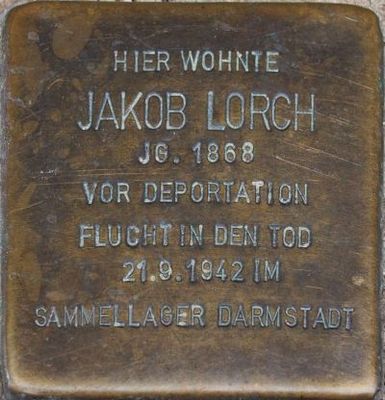 HIER WOHNTE
JAKOB LORCH
JG. 1868
VOR DEPORTATION
FLUCHT IN DEN TOD
21.9.1942 IM
SAMMELLAGER DARMSTADT